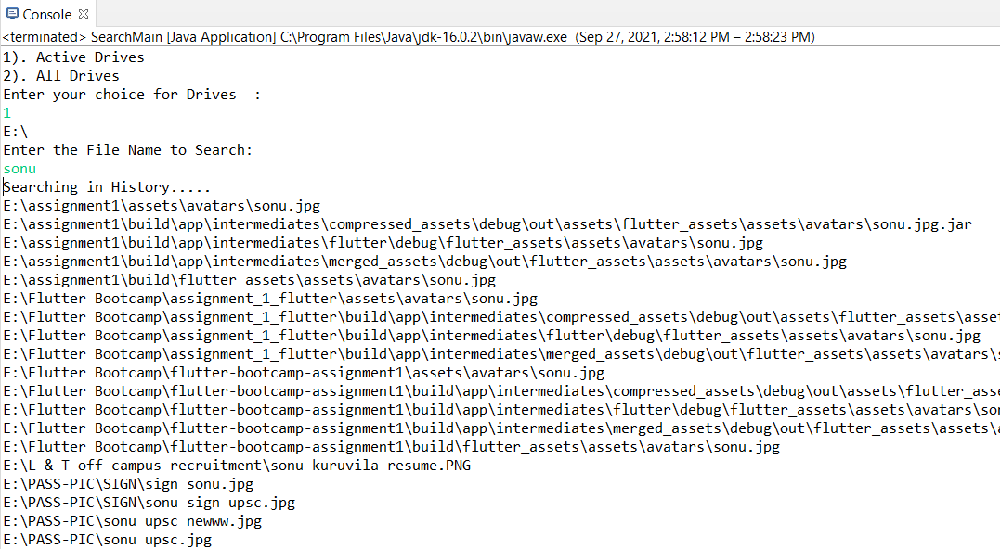 Console
<terminated> SearchMain [Java Application] C:\Program Files\Java\jdk-16.0.2\bin\javaw.exe  (Sep 27, 2021, 2:58:12 PM – 2:58:23 PM)
1). Active Drives
2). All Drives
Enter your choice for Drives  :
1
E:\
Enter the File Name to Search:
sonu
Searching in History.....
E:\assignment1\assets\avatars\sonu.jpg
E:\assignment1\build\app\intermediates\compressed_assets\debug\out\assets\flutter_assets\assets\avatars\sonu.jpg.jar
E:\assignment1\build\app\intermediates\flutter\debug\flutter_assets\assets\avatars\sonu.jpg
E:\assignment1\build\app\intermediates\merged_assets\debug\out\flutter_assets\assets\avatars\sonu.jpg
E:\assignment1\build\flutter_assets\assets\avatars\sonu.jpg
E:\Flutter Bootcamp\assignment_1_flutter\assets\avatars\sonu.jpg
E:\Flutter Bootcamp\assignment_1_flutter\build\app\intermediates\compressed_assets\debug\out\assets\flutter_assets\asset
E:\Flutter Bootcamp\assignment_1_flutter\build\app\intermediates\flutter\debug\flutter_assets\assets\avatars\sonu.jpg
E:\Flutter Bootcamp\assignment_1_flutter\build\app\intermediates\merged_assets\debug\out\flutter_assets\assets\avatars\s
E:\Flutter Bootcamp\flutter-bootcamp-assignment1\assets\avatars\sonu.jpg
E:\Flutter Bootcamp\flutter-bootcamp-assignment1\build\app\intermediates\compressed_assets\debug\out\assets\flutter_asse
E:\Flutter Bootcamp\flutter-bootcamp-assignment1\build\app\intermediates\flutter\debug\flutter_assets\assets\avatars\son
E:\Flutter Bootcamp\flutter-bootcamp-assignment1\build\app\intermediates\merged_assets\debug\out\flutter_assets\assets\a
E:\Flutter Bootcamp\flutter-bootcamp-assignment1\build\flutter_assets\assets\avatars\sonu.jpg
E:\L & T off campus recruitment\sonu kuruvila resume.PNG
E:\PASS-PIC\SIGN\sign sonu.jpg
E:\PASS-PIC\SIGN\sonu sign upsc.jpg
E:\PASS-PIC\sonu upsc newww.jpg
E:\PASS-PIC\sonu upsc.jpg